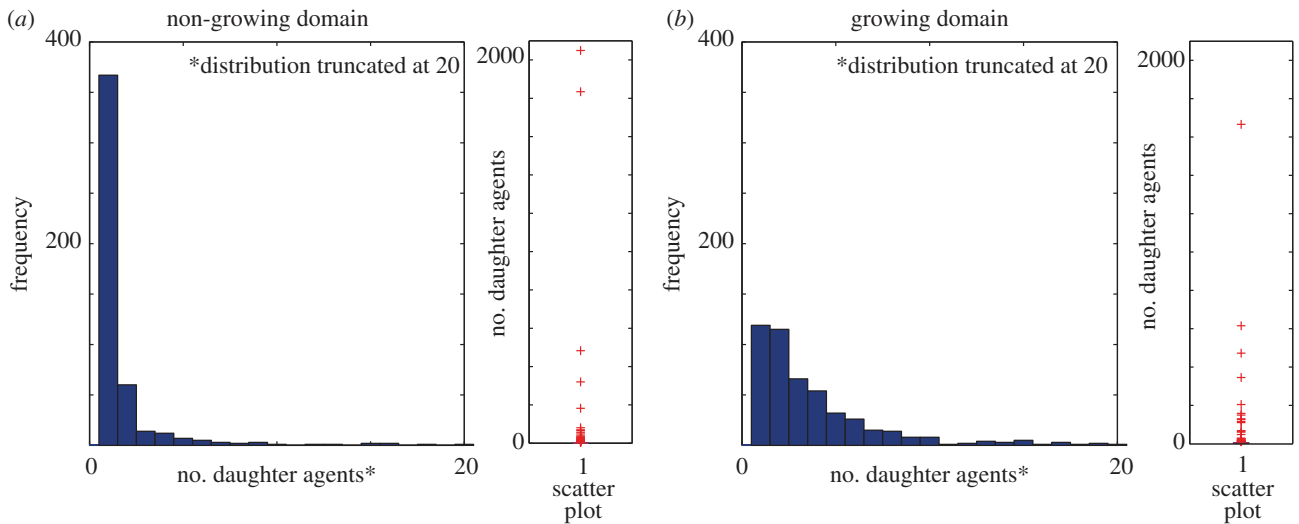 (a)
non-growing domain
400
200
0
frequency
*distribution truncated at 20
0
20
no. daughter agents*
2000
0
no. daughter agents
1
scatter
plot
(b)
growing domain
400
200
0
frequency
*distribution truncated at 20
0
20
no. daughter agents*
2000
0
no. daughter agents
1
scatter
plot